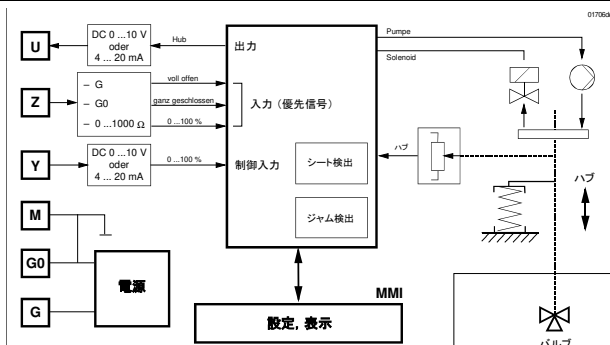 01706d
U
DC 0 ...10 V
oder
4 ... 20 mA
Hub
出力
Pumpe
Solenoid
Z
– G
– G0
– 0...1000 Ω
voll offen
ganz geschlossen
0 ...100 %
入力 (優先信号)
Y
DC 0 ...10 V
oder
4 ... 20 mA
0 ...100 %
制御入力
シート検出
ジャム検出
ハブ
ハブ
M
G0
G
電源
MMI
設定, 表示
バルブ